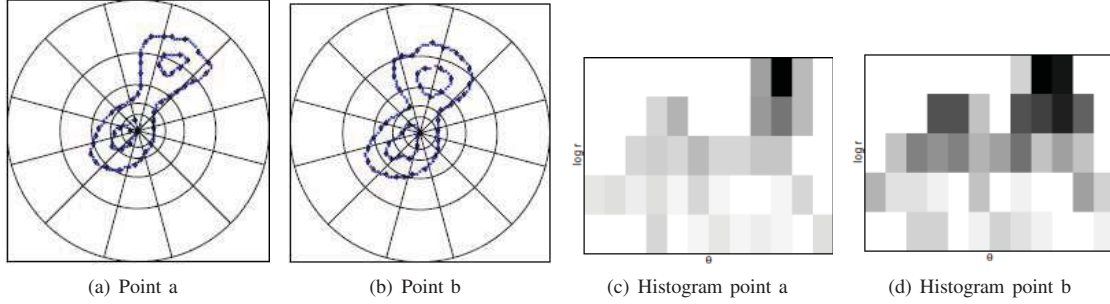 log r
θ
log r
θ
(a) Point a
(b) Point b
(c) Histogram point a
(d) Histogram point b